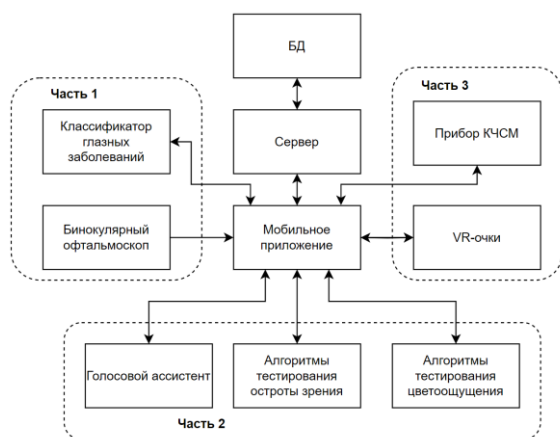 БД
Часть 1
Часть 3
Классификатор
глазных
заболеваний
Сервер
Прибор КЧСМ
Бинокулярный
офтальмоскоп
Мобильное
приложение
VR-очки
Голосовой ассистент
Алгоритмы
тестирования
остроты зрения
Алгоритмы
тестирования
цветоощущения
Часть 2